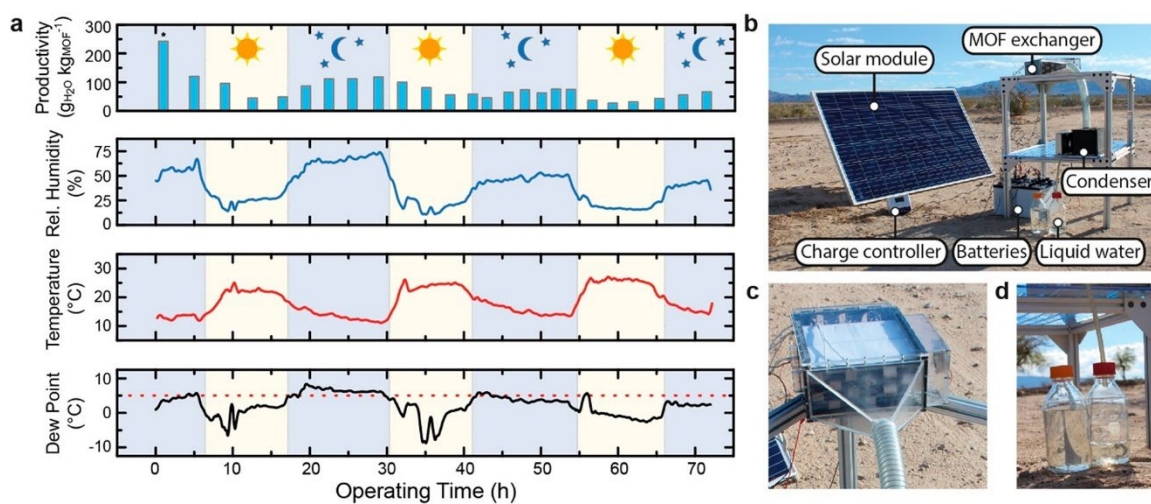 a
Productivity
(gH₂O kgMOF⁻¹)
300
200
100
0
*
Rel. Humidity
(%)
75
50
25
0
Temperature
(°C)
30
20
10
Dew Point
(°C)
10
0
-10
0 10 20 30 40 50 60 70
Operating Time (h)
b
MOF exchanger
Solar module
Condenser
Charge controller
Batteries
Liquid water
c
d